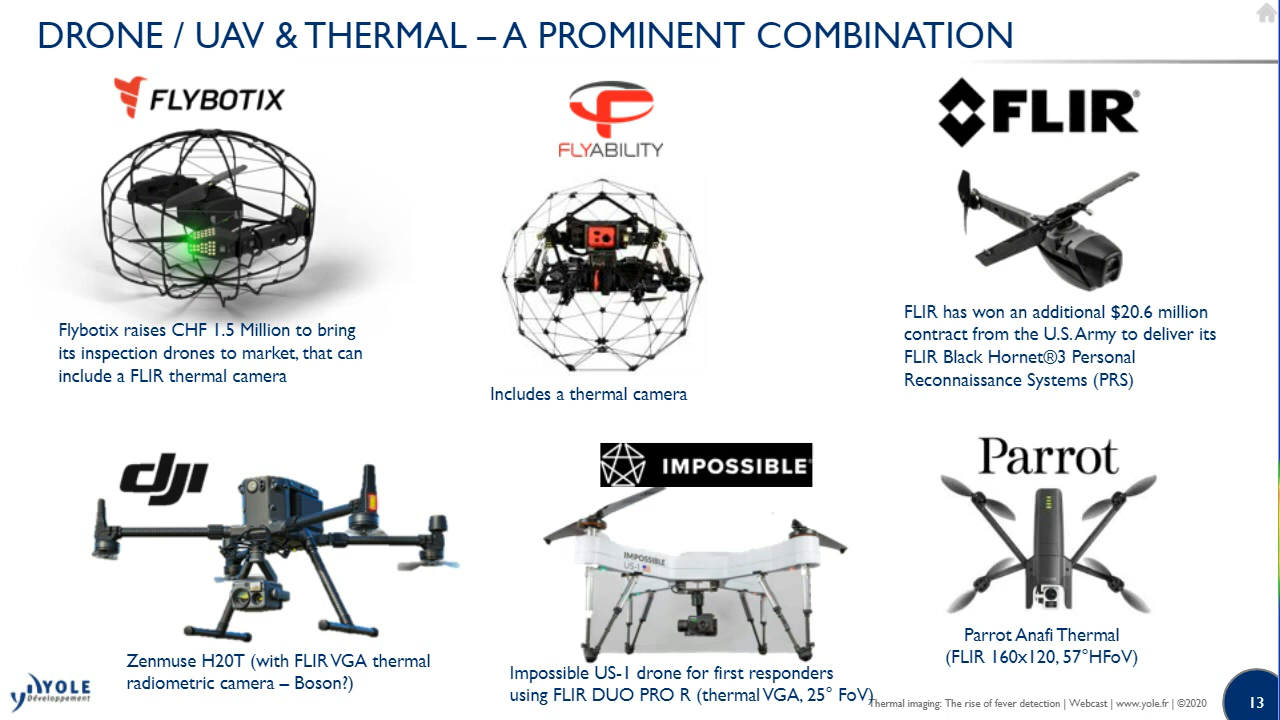 DRONE / UAV & THERMAL – A PROMINENT COMBINATION
FLYBOTIX
FLYABILITY
FLIR®
Flybotix raises CHF 1.5 Million to bring
its inspection drones to market, that can
include a FLIR thermal camera
Includes a thermal camera
FLIR has won an additional $20.6 million
contract from the U.S. Army to deliver its
FLIR Black Hornet®3 Personal
Reconnaissance Systems (PRS)
dji
IMPOSSIBLE®
Parrot
IMPOSSIBLE
US-1
Zenmuse H20T (with FLIR VGA thermal
radiometric camera – Boson?)
Impossible US-1 drone for first responders
using FLIR DUO PRO R (thermal VGA, 25° FoV)
Parrot Anafi Thermal
(FLIR 160x120, 57°HFoV)
YOLE
Développement
Thermal imaging: The rise of fever detection | Webcast | www.yole.fr | ©2020
13